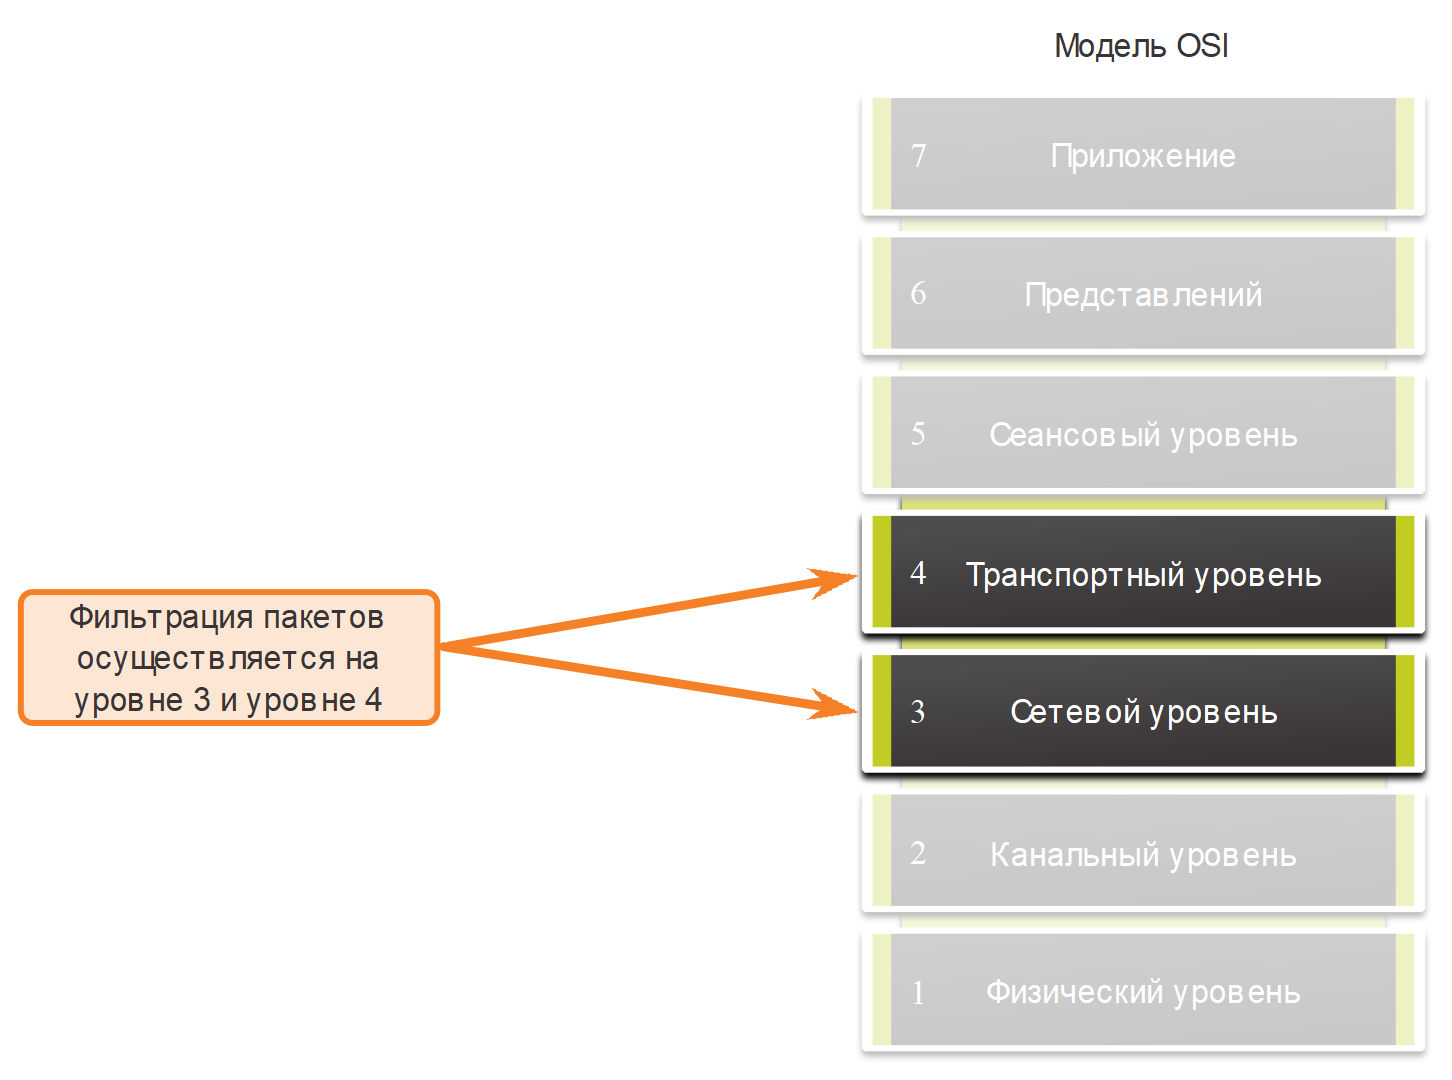 Модель OSI
7 Приложение
6 Представлений
5 Сеансовый уровень
4 Транспортный уровень
Фильтрация пакетов
осуществляется на
уровне 3 и уровне 4
3 Сетевой уровень
2 Канальный уровень
1 Физический уровень